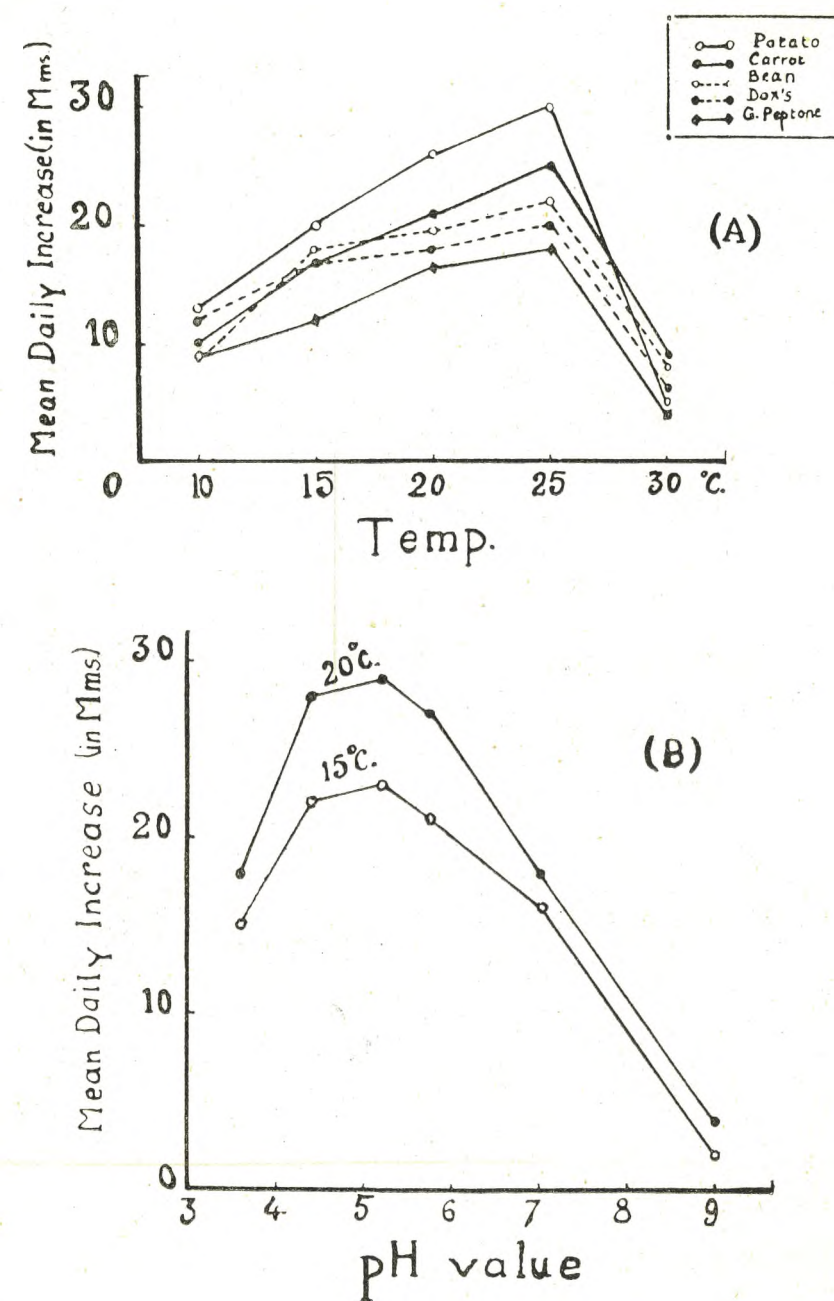 Potato
Carrot
Bean
Dox's
G. Peptone
(A)
Mean Daily Increase (in Mms.)
30
20
10
0 10 15 20 25 30 °C.
Temp.
(B)
Mean Daily Increase (in Mms.)
30
20
10
0
20°C.
15°C.
3 4 5 6 7 8 9
pH value